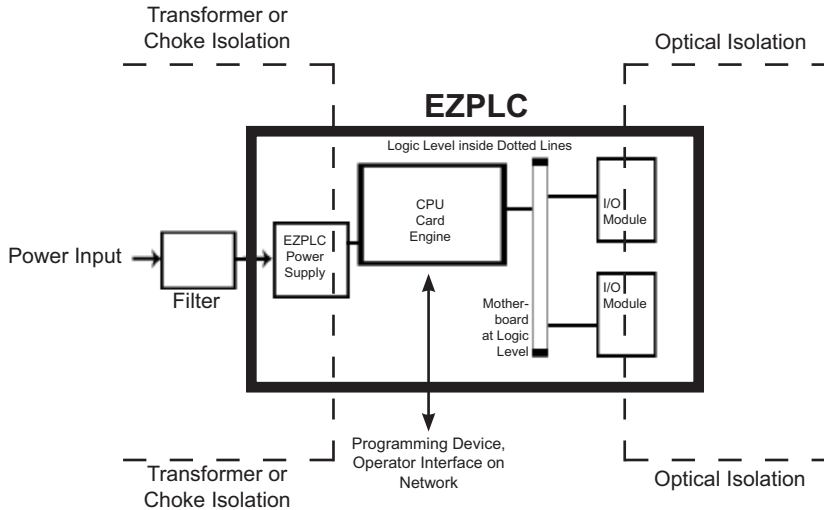 Transformer or
Choke Isolation
Optical Isolation
EZPLC
Logic Level inside Dotted Lines
CPU
Card
Engine
I/O
Module
EZPLC
Power
Supply
Power Input
Filter
I/O
Module
Mother-
board
at Logic
Level
Programming Device,
Operator Interface on
Network
Transformer or
Choke Isolation
Optical Isolation